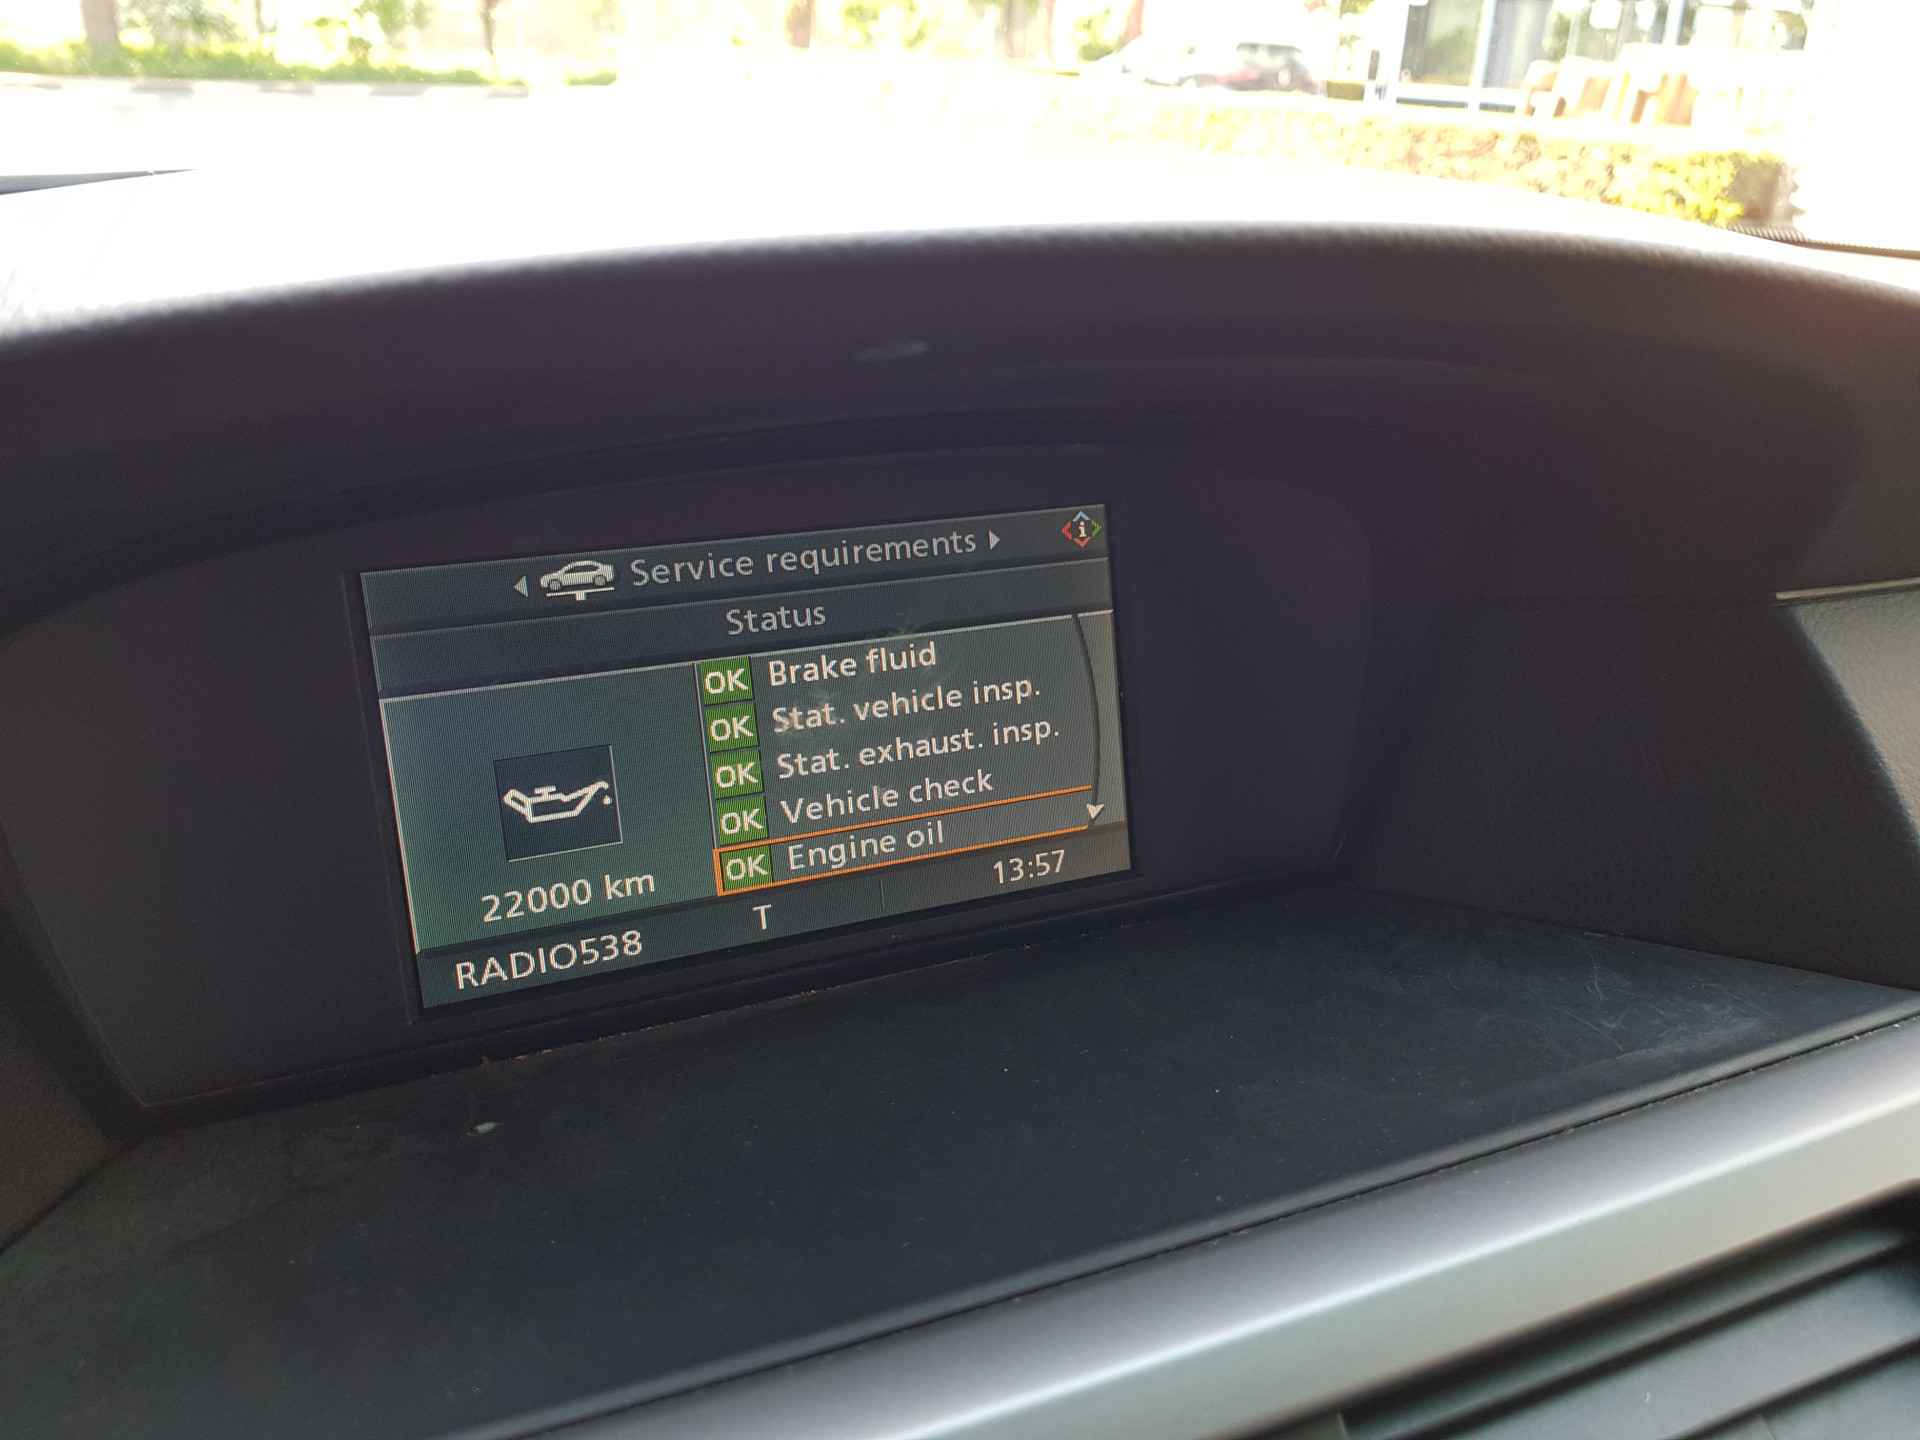 Service requirements
i
Status
OK Brake fluid
OK Stat. vehicle insp.
OK Stat. exhaust. insp.
OK Vehicle check
OK Engine oil
22000 km
13:57
RADIO538
T